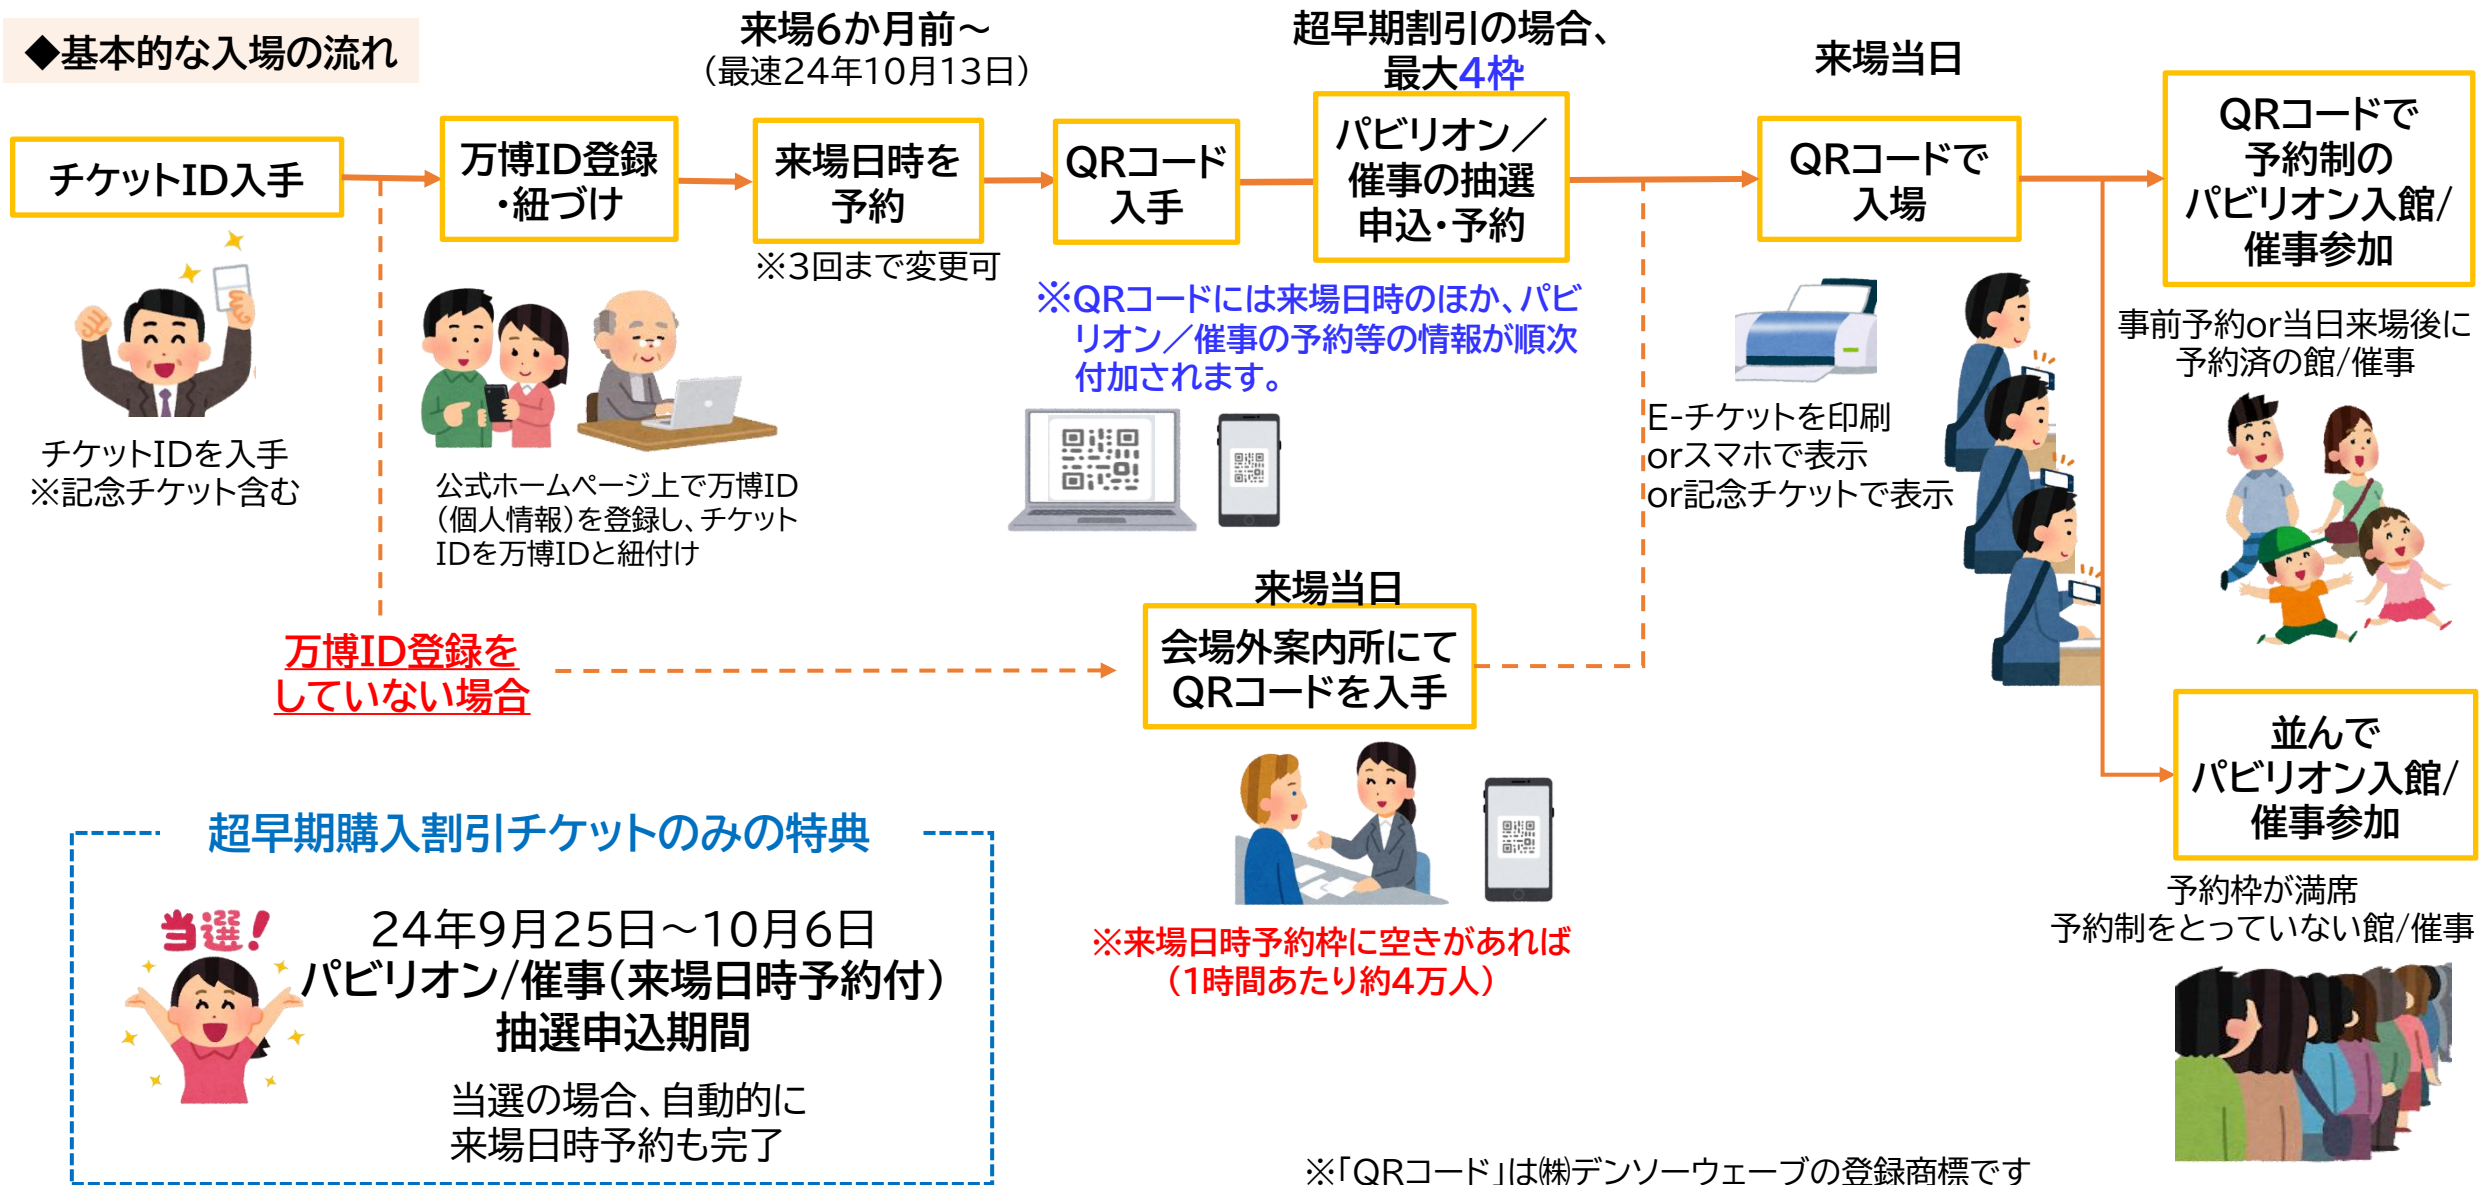 ◆基本的な入場の流れ
来場6か月前～
（最速24年10月13日）
超早期割引の場合、
最大4枠
来場当日
チケットID入手
万博ID登録
・紐づけ
来場日時を
予約
QRコード
入手
パビリオン／
催事の抽選
申込・予約
QRコードで
入場
QRコードで
予約制の
パビリオン入館/
催事参加
※3回まで変更可
※QRコードには来場日時のほか、パビ
リオン／催事の予約等の情報が順次
付加されます。
事前予約or当日来場後に
予約済の館/催事
チケットIDを入手
※記念チケット含む
公式ホームページ上で万博ID
（個人情報）を登録し、チケット
IDを万博IDと紐付け
E-チケットを印刷
orスマホで表示
or記念チケットで表示
万博ID登録を
していない場合
来場当日
会場外案内所にて
QRコードを入手
※来場日時予約枠に空きがあれば
（1時間あたり約4万人）
並んで
パビリオン入館/
催事参加
予約枠が満席
予約制をとっていない館/催事
超早期購入割引チケットのみの特典
当選！
24年9月25日～10月6日
パビリオン/催事（来場日時予約付）
抽選申込期間
当選の場合、自動的に
来場日時予約も完了
※「QRコード」は㈱デンソーウェーブの登録商標です